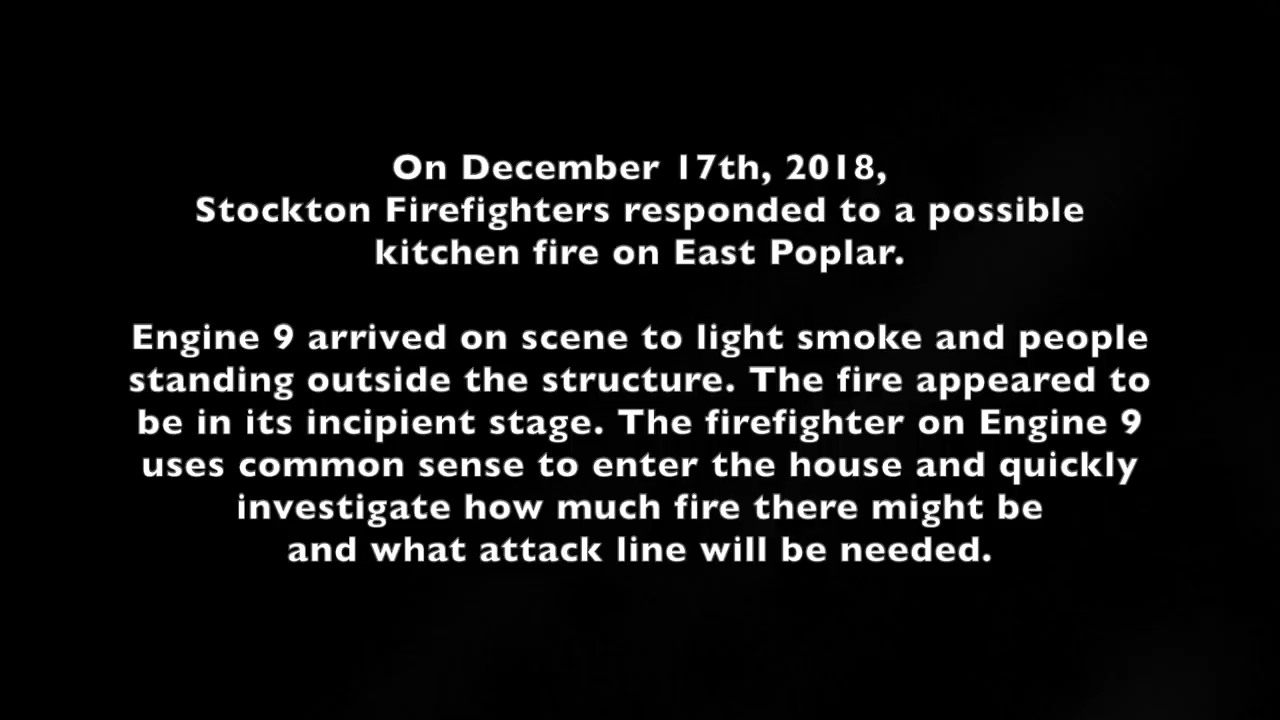 On December 17th, 2018,
Stockton Firefighters responded to a possible
kitchen fire on East Poplar.
Engine 9 arrived on scene to light smoke and people
standing outside the structure. The fire appeared to
be in its incipient stage. The firefighter on Engine 9
uses common sense to enter the house and quickly
investigate how much fire there might be
and what attack line will be needed.